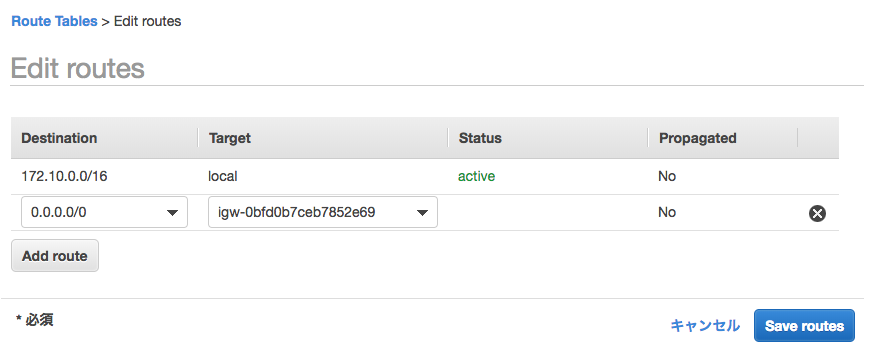 Route Tables > Edit routes
Edit routes
Destination Target Status Propagated
172.10.0.0/16 local active No
0.0.0.0/0 igw-0bfd0b7ceb7852e69 No
Add route
* 必須
キャンセル Save routes